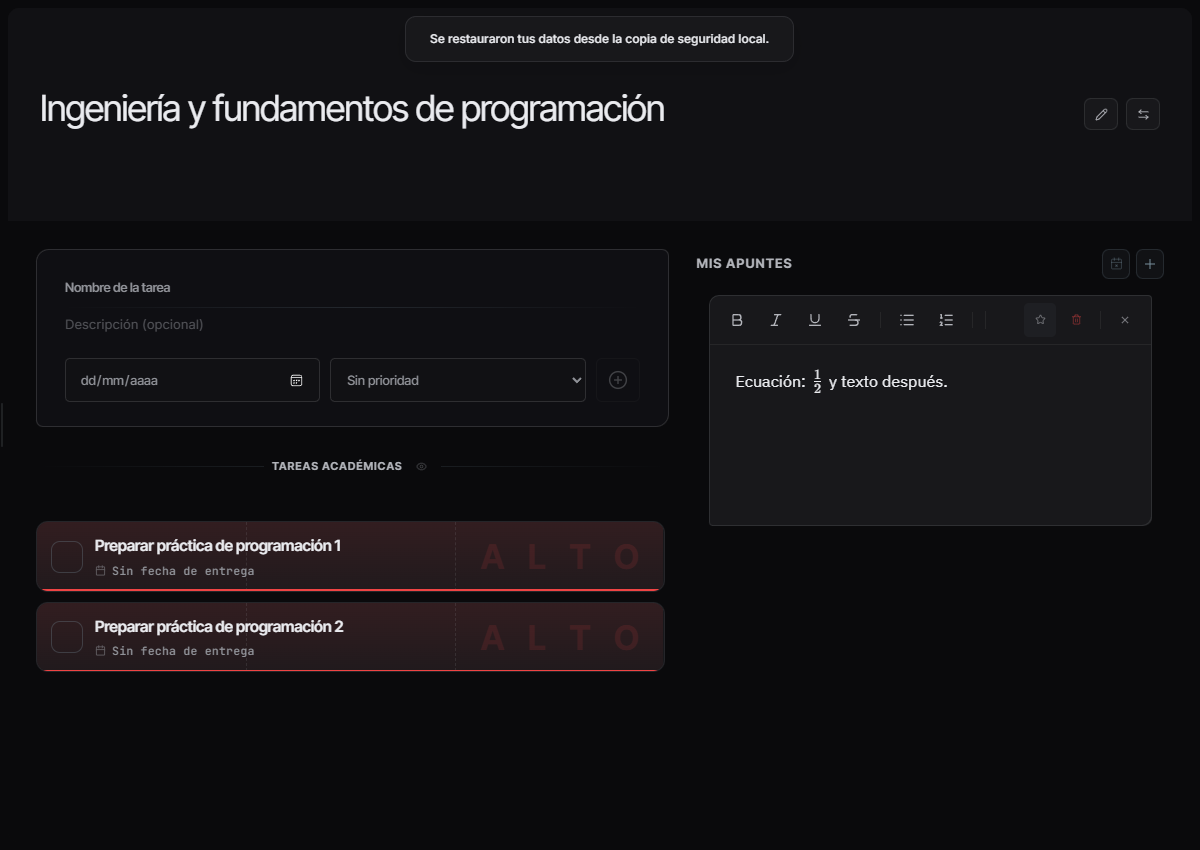 Se restauraron tus datos desde la copia de seguridad local.
Ingeniería y fundamentos de programación
Nombre de la tarea
Descripción (opcional)
dd/mm/aaaa
Sin prioridad
TAREAS ACADÉMICAS
Preparar práctica de programación 1
Sin fecha de entrega
ALTO
Preparar práctica de programación 2
Sin fecha de entrega
ALTO
MIS APUNTES
B I U S
Ecuación: 1/2 y texto después.